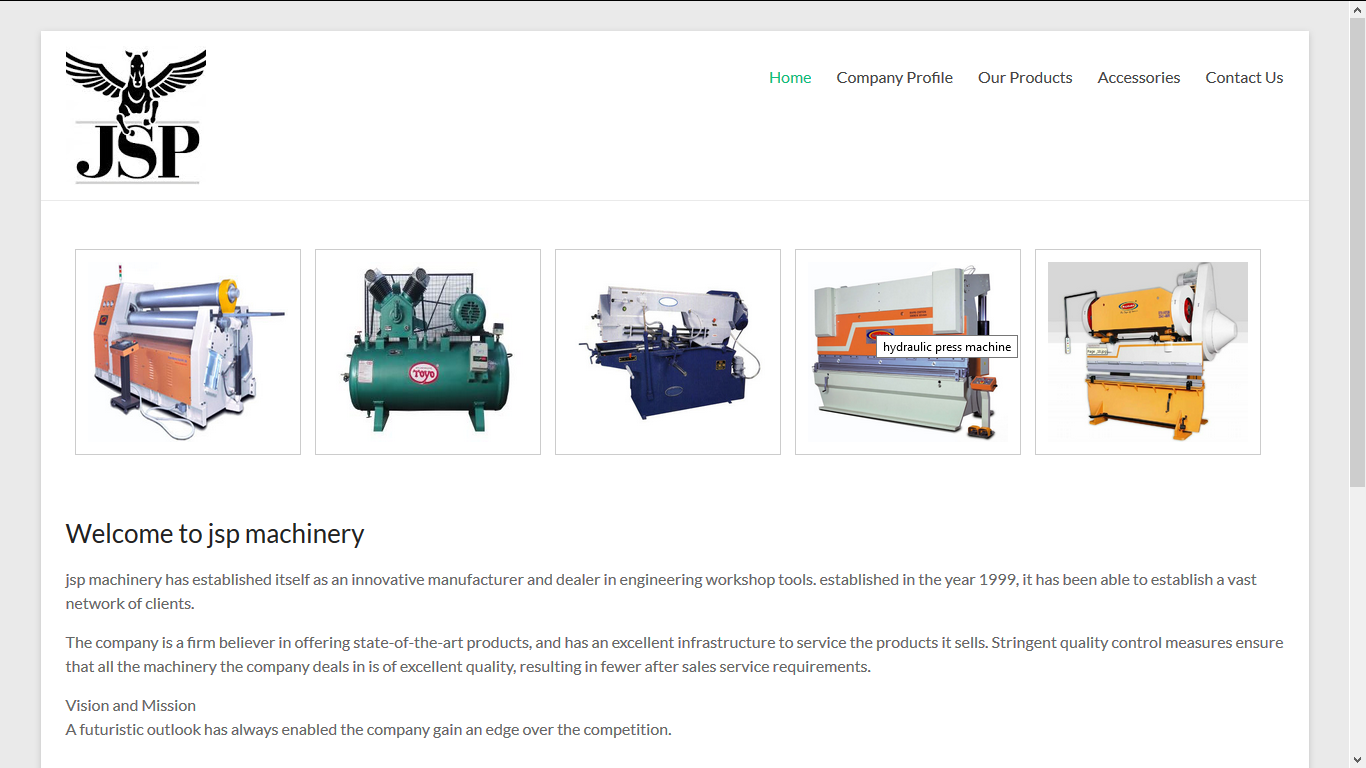 JSP
Home Company Profile Our Products Accessories Contact Us
TOYO
hydraulic press machine
Welcome to jsp machinery
jsp machinery has established itself as an innovative manufacturer and dealer in engineering workshop tools. established in the year 1999, it has been able to establish a vast
network of clients.
The company is a firm believer in offering state-of-the-art products, and has an excellent infrastructure to service the products it sells. Stringent quality control measures ensure
that all the machinery the company deals in is of excellent quality, resulting in fewer after sales service requirements.
Vision and Mission
A futuristic outlook has always enabled the company gain an edge over the competition.